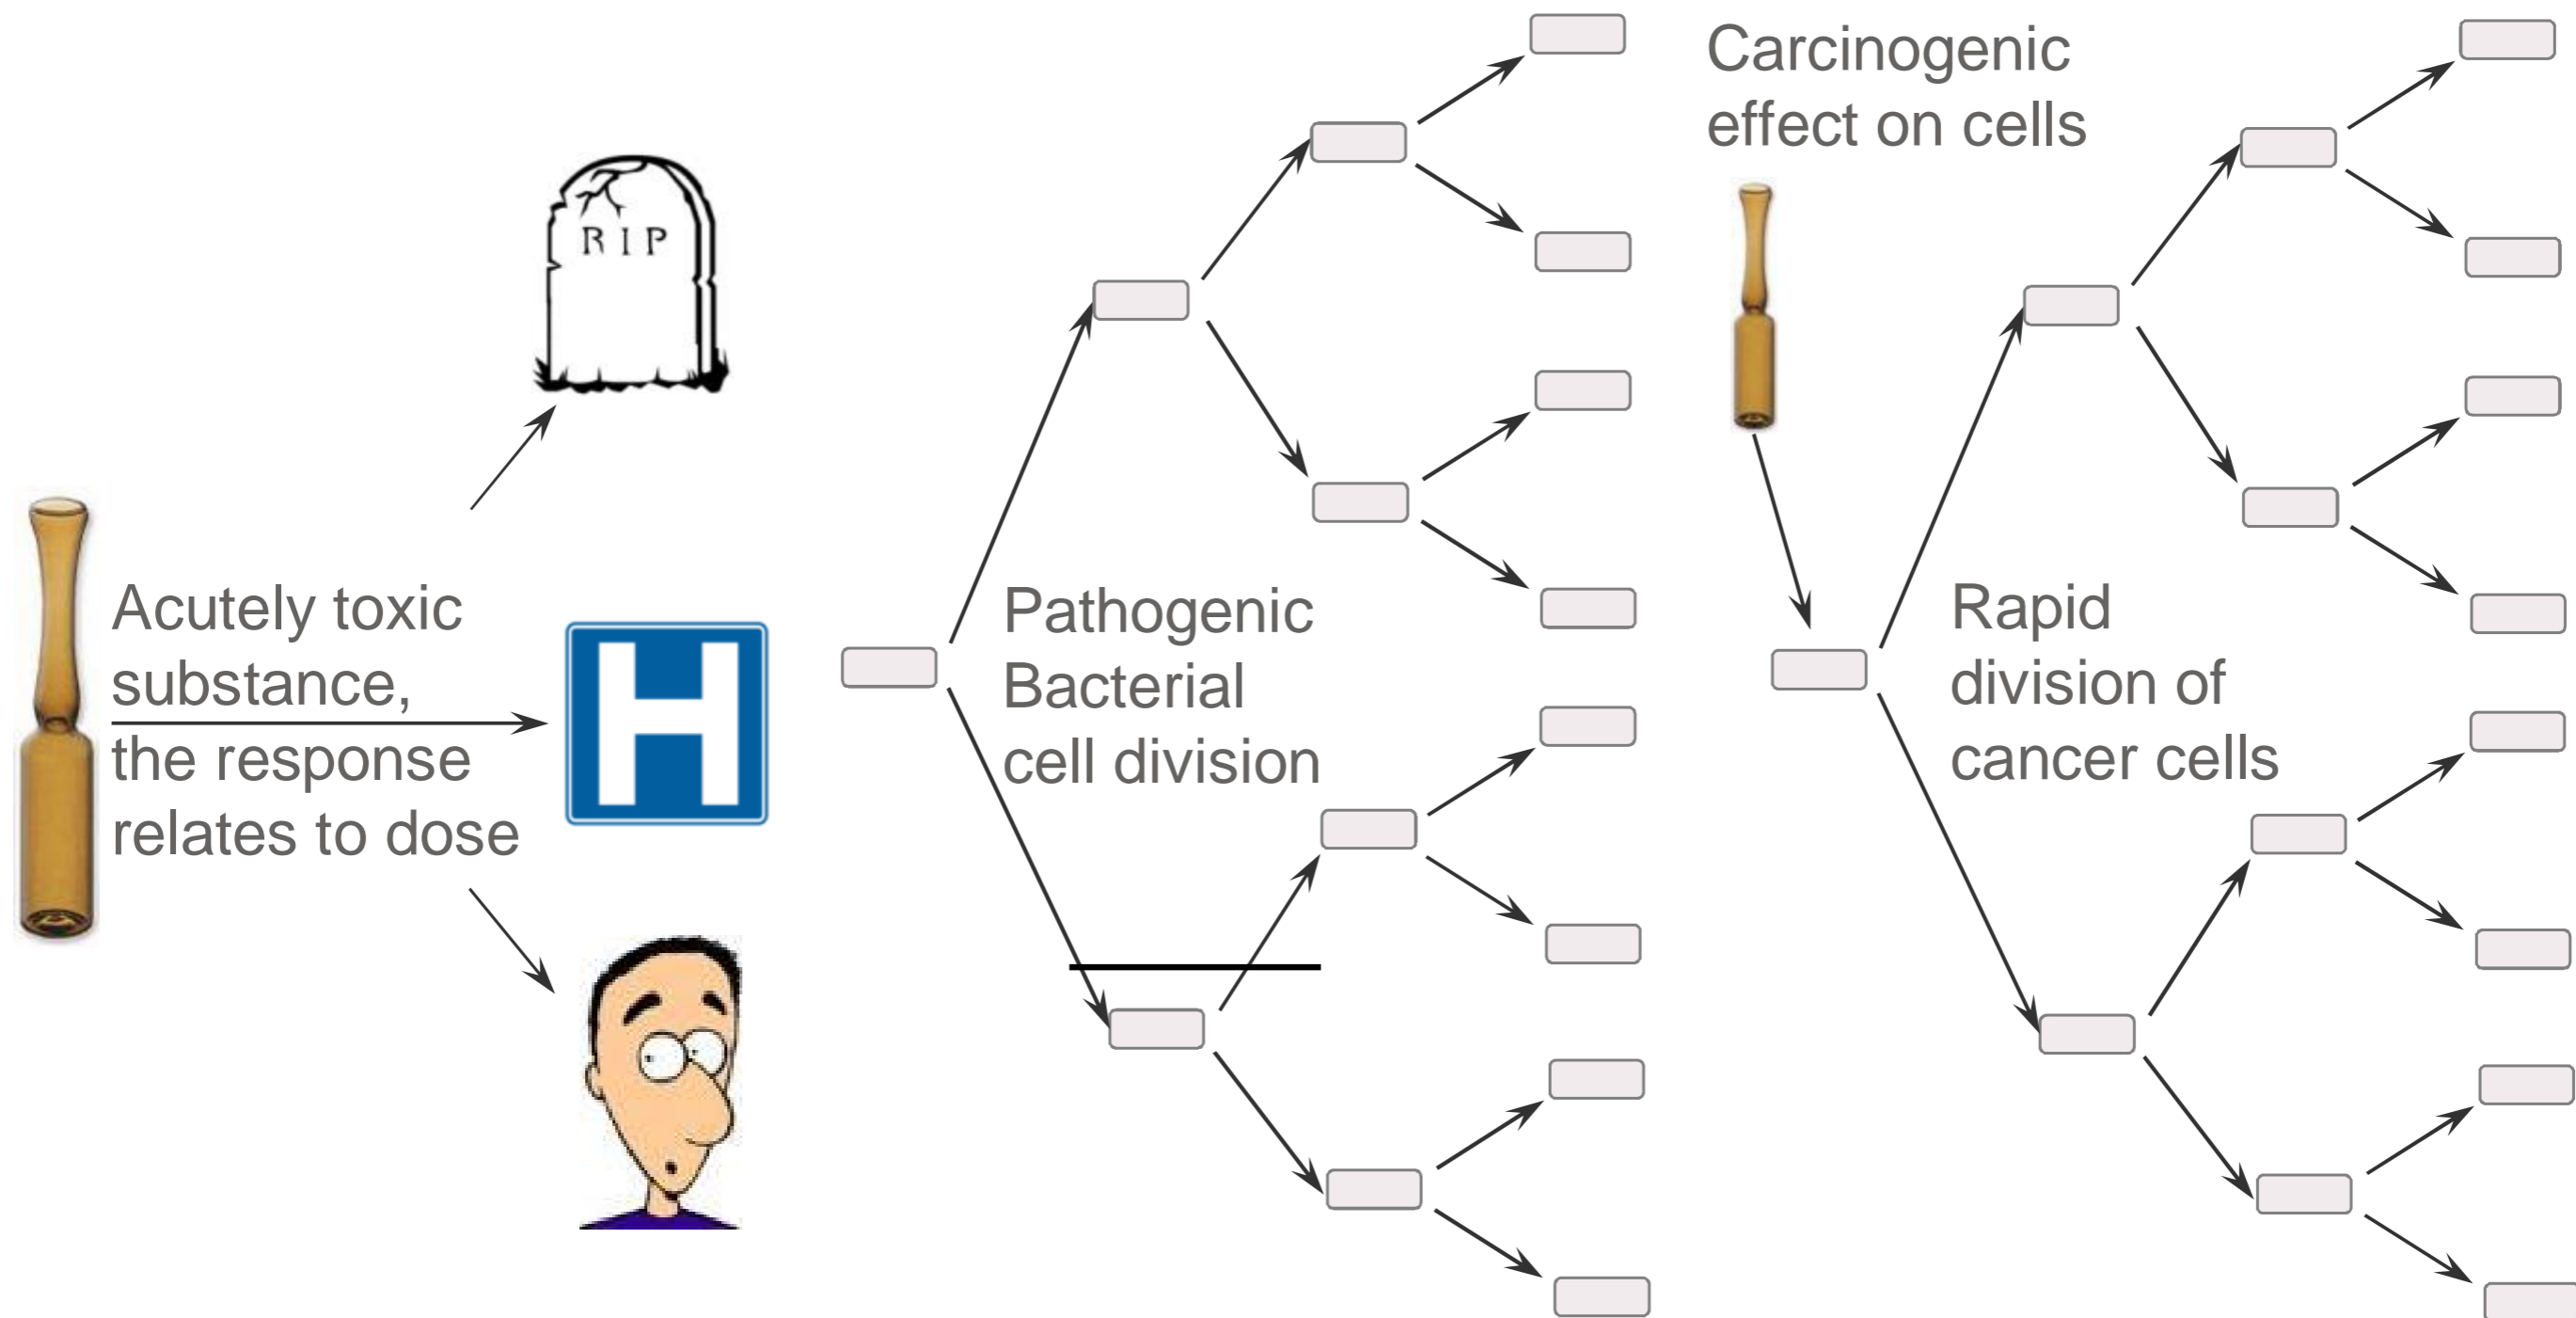 RIP
H
Acutely toxic
substance,
the response
relates to dose
Pathogenic
Bacterial
cell division
Carcinogenic
effect on cells
Rapid
division of
cancer cells